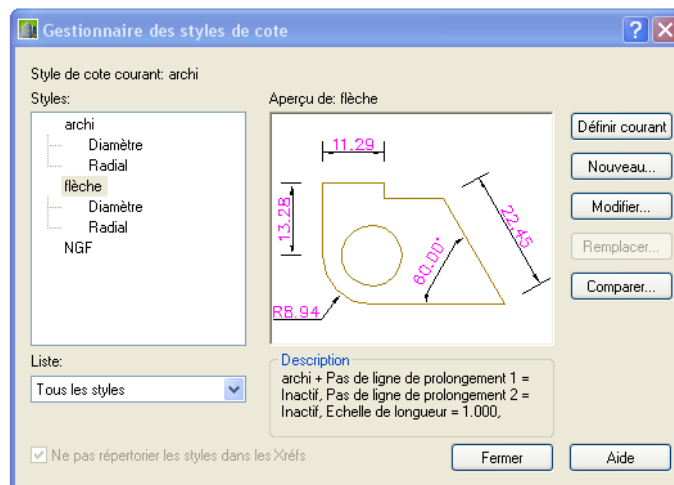 Gestionnaire des styles de cote
Style de cote courant: archi
Styles:
archi
Diamètre
Radial
flèche
Diamètre
Radial
NGF
Aperçu de: flèche
11.29
13.28
22.45
60.00°
R8.94
Définir courant
Nouveau...
Modifier...
Remplacer...
Comparer...
Liste:
Tous les styles
Description
archi + Pas de ligne de prolongement 1 =
Inactif, Pas de ligne de prolongement 2 =
Inactif, Echelle de longueur = 1.000,
Ne pas répertorier les styles dans les Xréfs
Fermer
Aide